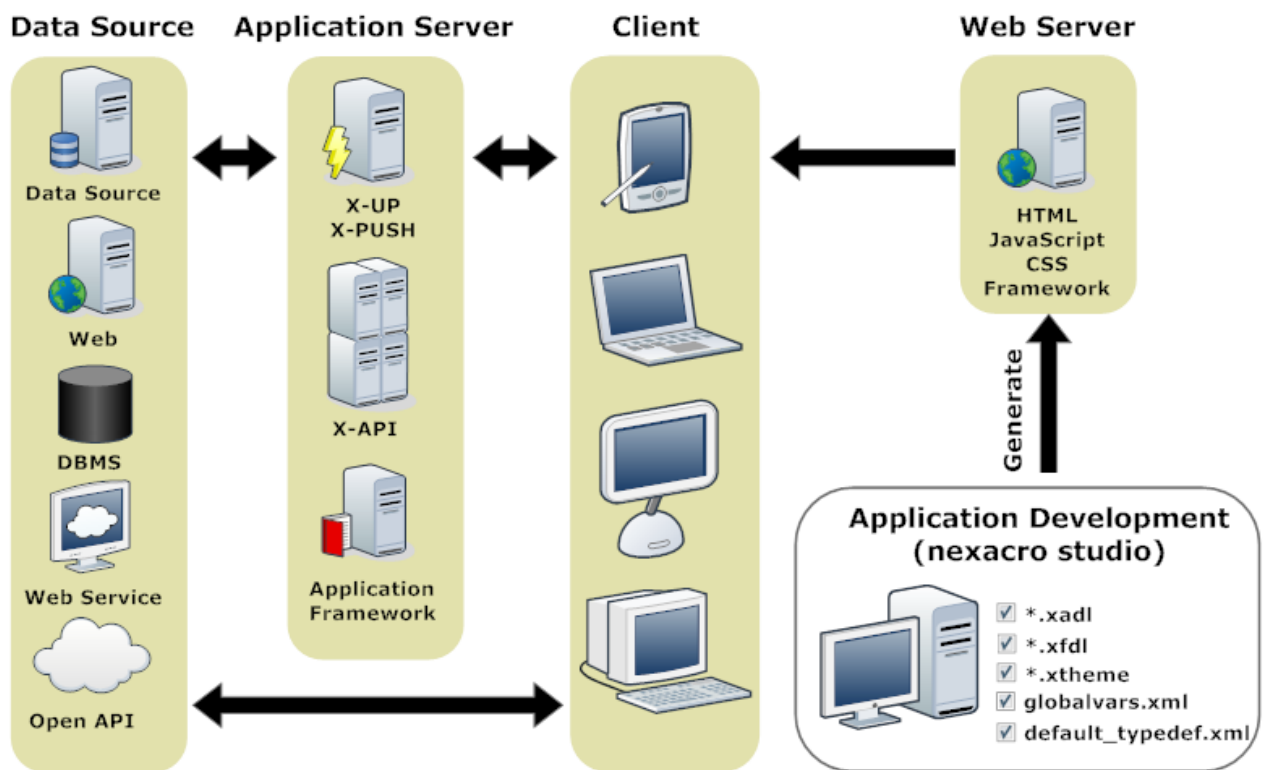 Data Source
Application Server
Client
Web Server
Data Source
Web
DBMS
Web Service
Open API
X-UP
X-PUSH
X-API
Application
Framework
HTML
JavaScript
CSS
Framework
Generate
Application Development
(nexacro studio)
*.xadl
*.xfdl
*.xtheme
globalvars.xml
default_typedef.xml